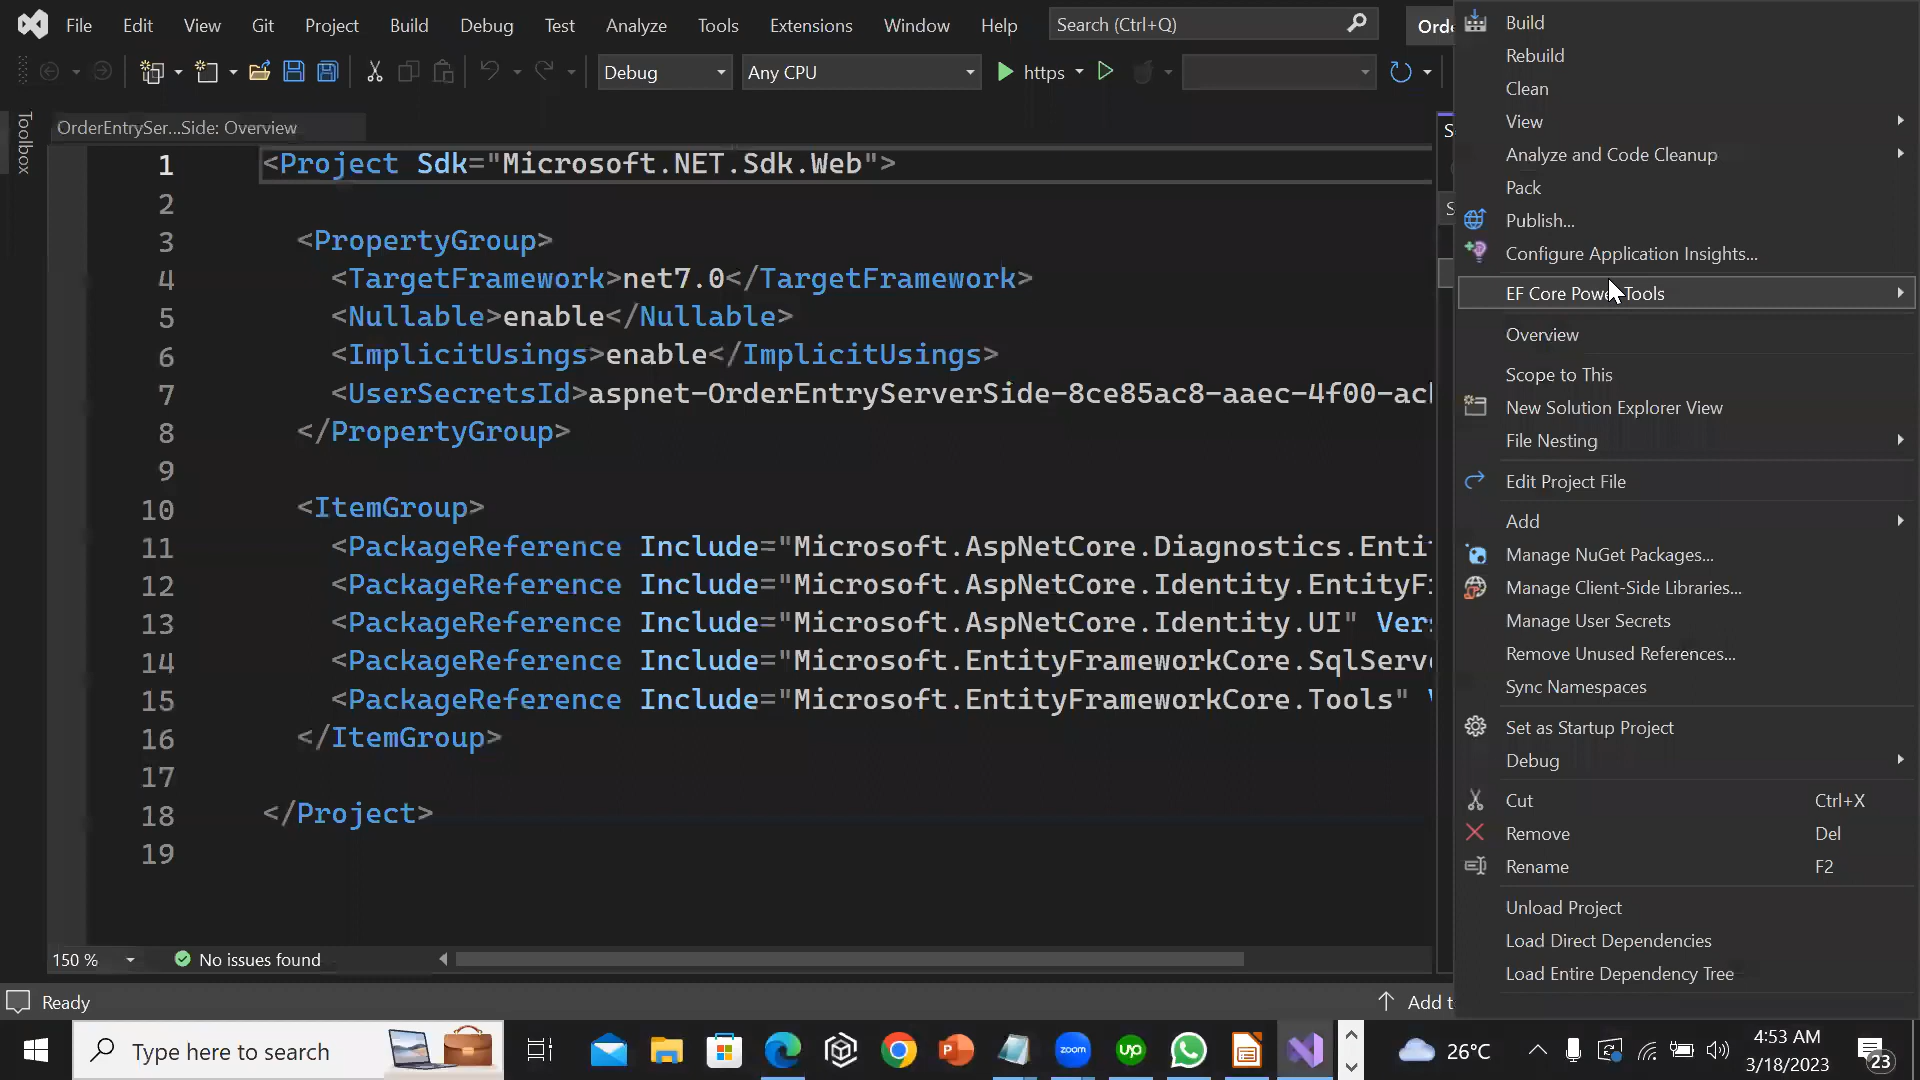 File Edit View Git Project Build Debug Test Analyze Tools Extensions Window Help Search (Ctrl+Q)
Debug Any CPU https
Toolbox
OrderEntrySer...Side: Overview
1 <Project Sdk="Microsoft.NET.Sdk.Web">
2
3 <PropertyGroup>
4 <TargetFramework>net7.0</TargetFramework>
5 <Nullable>enable</Nullable>
6 <ImplicitUsings>enable</ImplicitUsings>
7 <UserSecretsId>aspnet-OrderEntryServerSide-8ce85ac8-aaec-4f00-acl
8 </PropertyGroup>
9
10 <ItemGroup>
11 <PackageReference Include="Microsoft.AspNetCore.Diagnostics.Enti
12 <PackageReference Include="Microsoft.AspNetCore.Identity.EntityF
13 <PackageReference Include="Microsoft.AspNetCore.Identity.UI" Ver
14 <PackageReference Include="Microsoft.EntityFrameworkCore.SqlServ
15 <PackageReference Include="Microsoft.EntityFrameworkCore.Tools"
16 </ItemGroup>
17
18 </Project>
19
150 % No issues found
Ready Add t
Build
Rebuild
Clean
View
Analyze and Code Cleanup
Pack
Publish...
Configure Application Insights...
EF Core Power Tools
Overview
Scope to This
New Solution Explorer View
File Nesting
Edit Project File
Add
Manage NuGet Packages...
Manage Client-Side Libraries...
Manage User Secrets
Remove Unused References...
Sync Namespaces
Set as Startup Project
Debug
Cut Ctrl+X
Remove Del
Rename F2
Unload Project
Load Direct Dependencies
Load Entire Dependency Tree
Type here to search zoom up 26°C 4:53 AM
3/18/2023 23